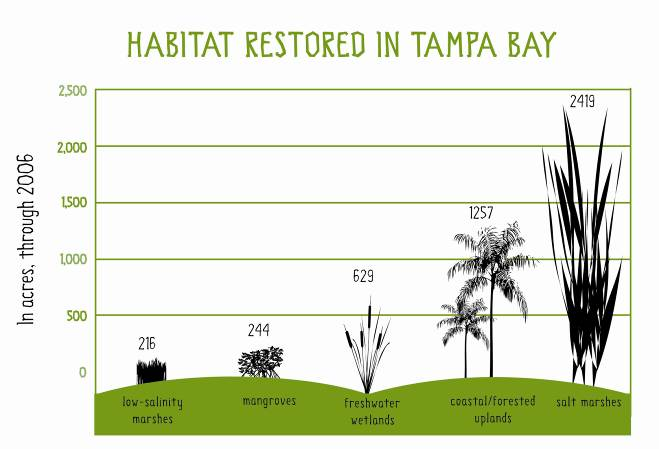 HABITAT RESTORED IN TAMPA BAY
In acres, through 2006
2,500
2,000
1,500
1,000
500
0
216
244
629
1257
2419
low-salinity
marshes
mangroves
freshwater
wetlands
coastal/forested
uplands
salt marshes